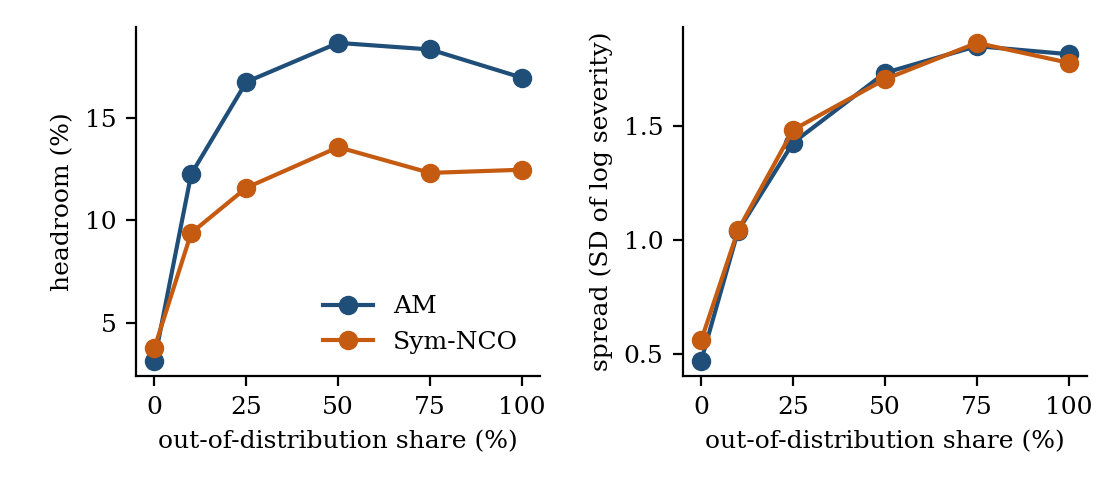 headroom (%)
15
10
5
AM
Sym-NCO
0 25 50 75 100
out-of-distribution share (%)
spread (SD of log severity)
1.5
1.0
0.5
0 25 50 75 100
out-of-distribution share (%)